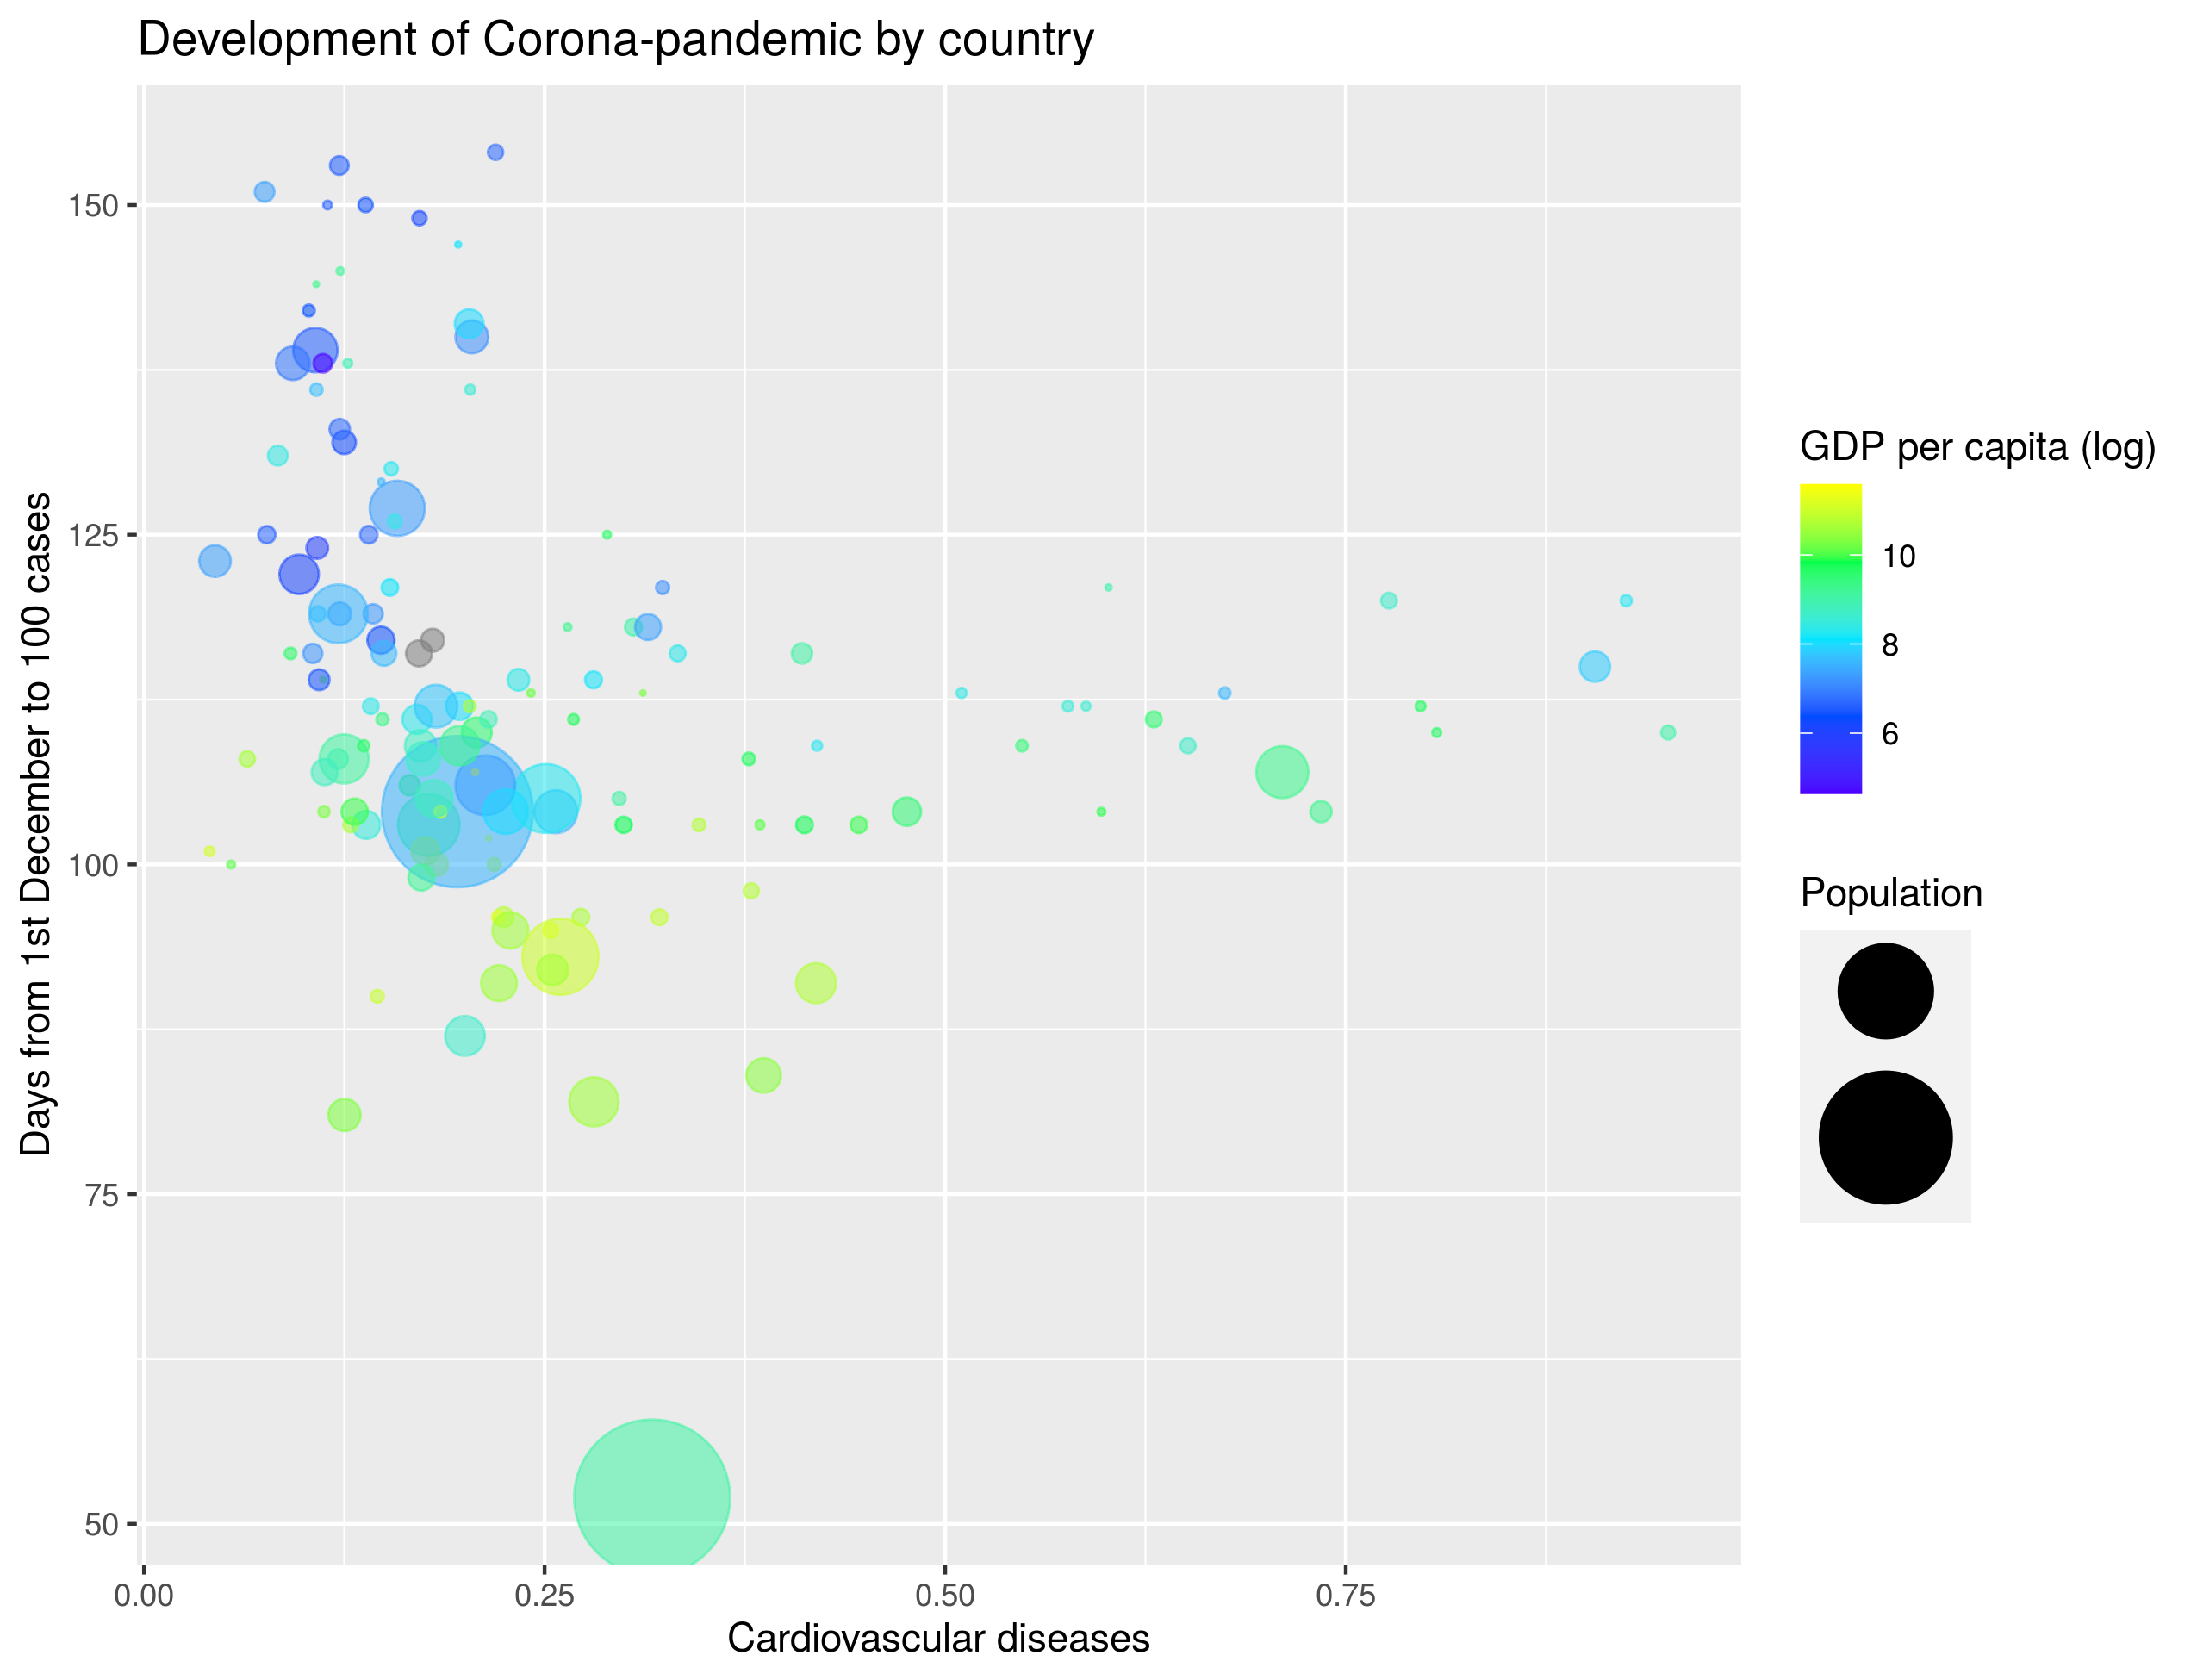 Development of Corona-pandemic by country
Days from 1st December to 100 cases
150
125
100
75
50
0.00
0.25
0.50
0.75
Cardiovascular diseases
GDP per capita (log)
10
8
6
Population